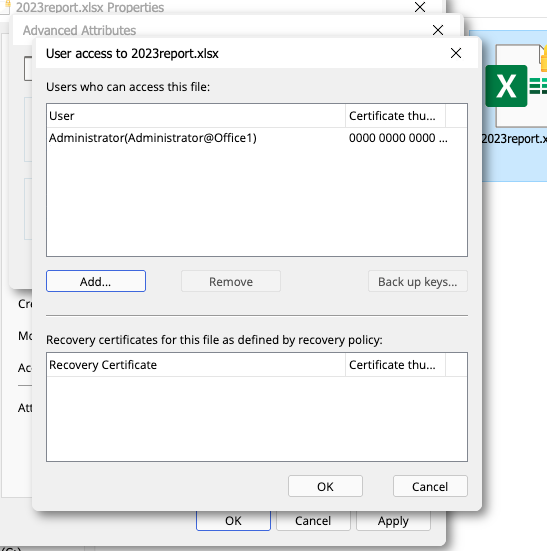 2023report.xlsx Properties
Advanced Attributes
User access to 2023report.xlsx
Users who can access this file:
User Certificate thu...
Administrator(Administrator@Office1) 0000 0000 0000 ...
Add... Remove Back up keys...
Recovery certificates for this file as defined by recovery policy:
Recovery Certificate Certificate thu...
OK Cancel
OK Cancel Apply
X
2023report.x
Cre
Mo
Acc
Att